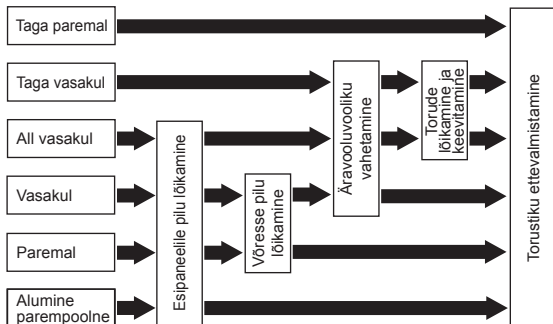 Taga paremal
Taga vasakul
All vasakul
Vasakul
Paremal
Alumine
parempoolne
Esipaneelile pilu lõikamine
Võresse pilu
lõikamine
Äravooluvooliku
vahetamine
Torude
lõikamine ja
keevitamine
Torustiku ettevalmistamine